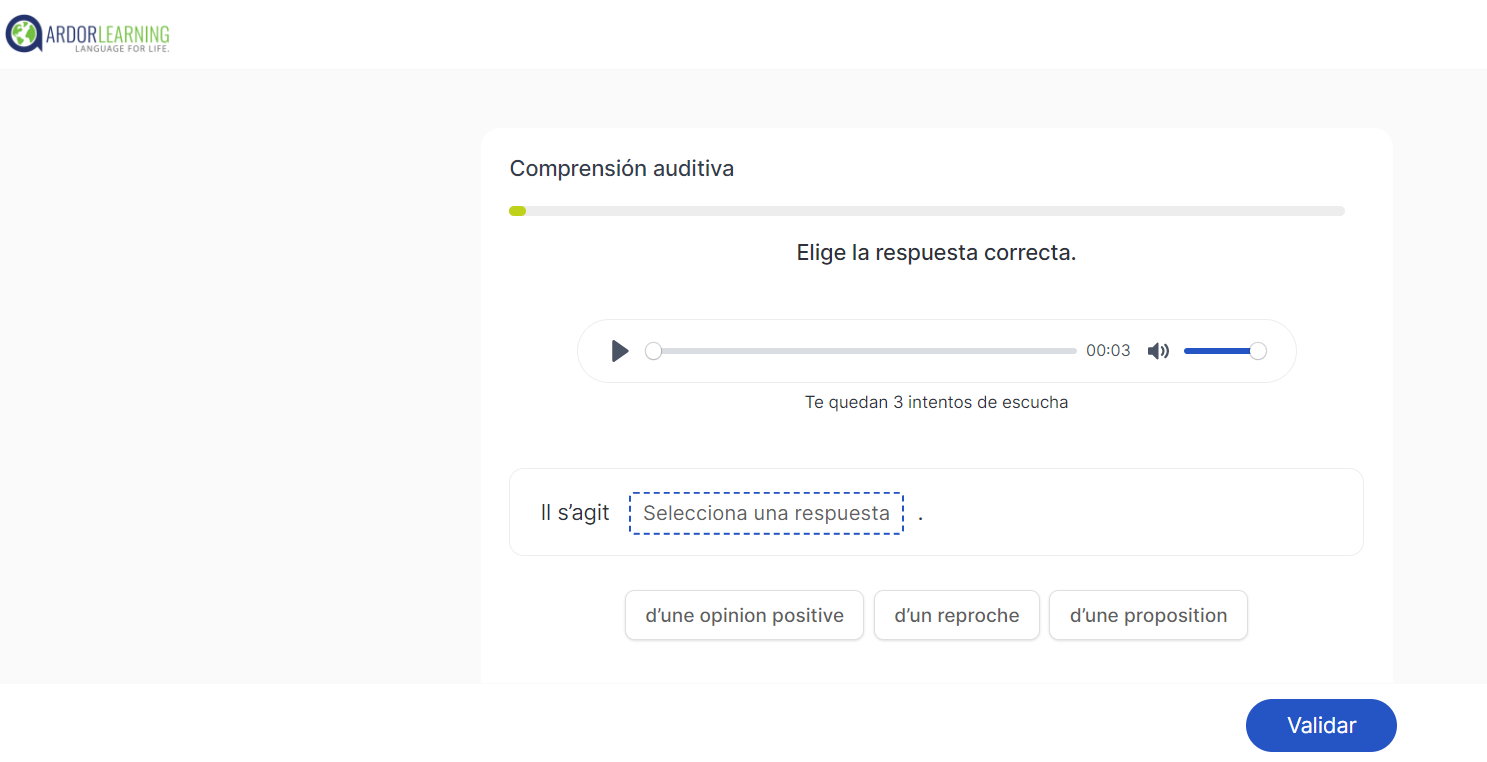 ARDORLEARNING
LANGUAGE FOR LIFE.
Comprensión auditiva
Elige la respuesta correcta.
00:03
Te quedan 3 intentos de escucha
Il s’agit Selecciona una respuesta .
d’une opinion positive d’un reproche d’une proposition
Validar